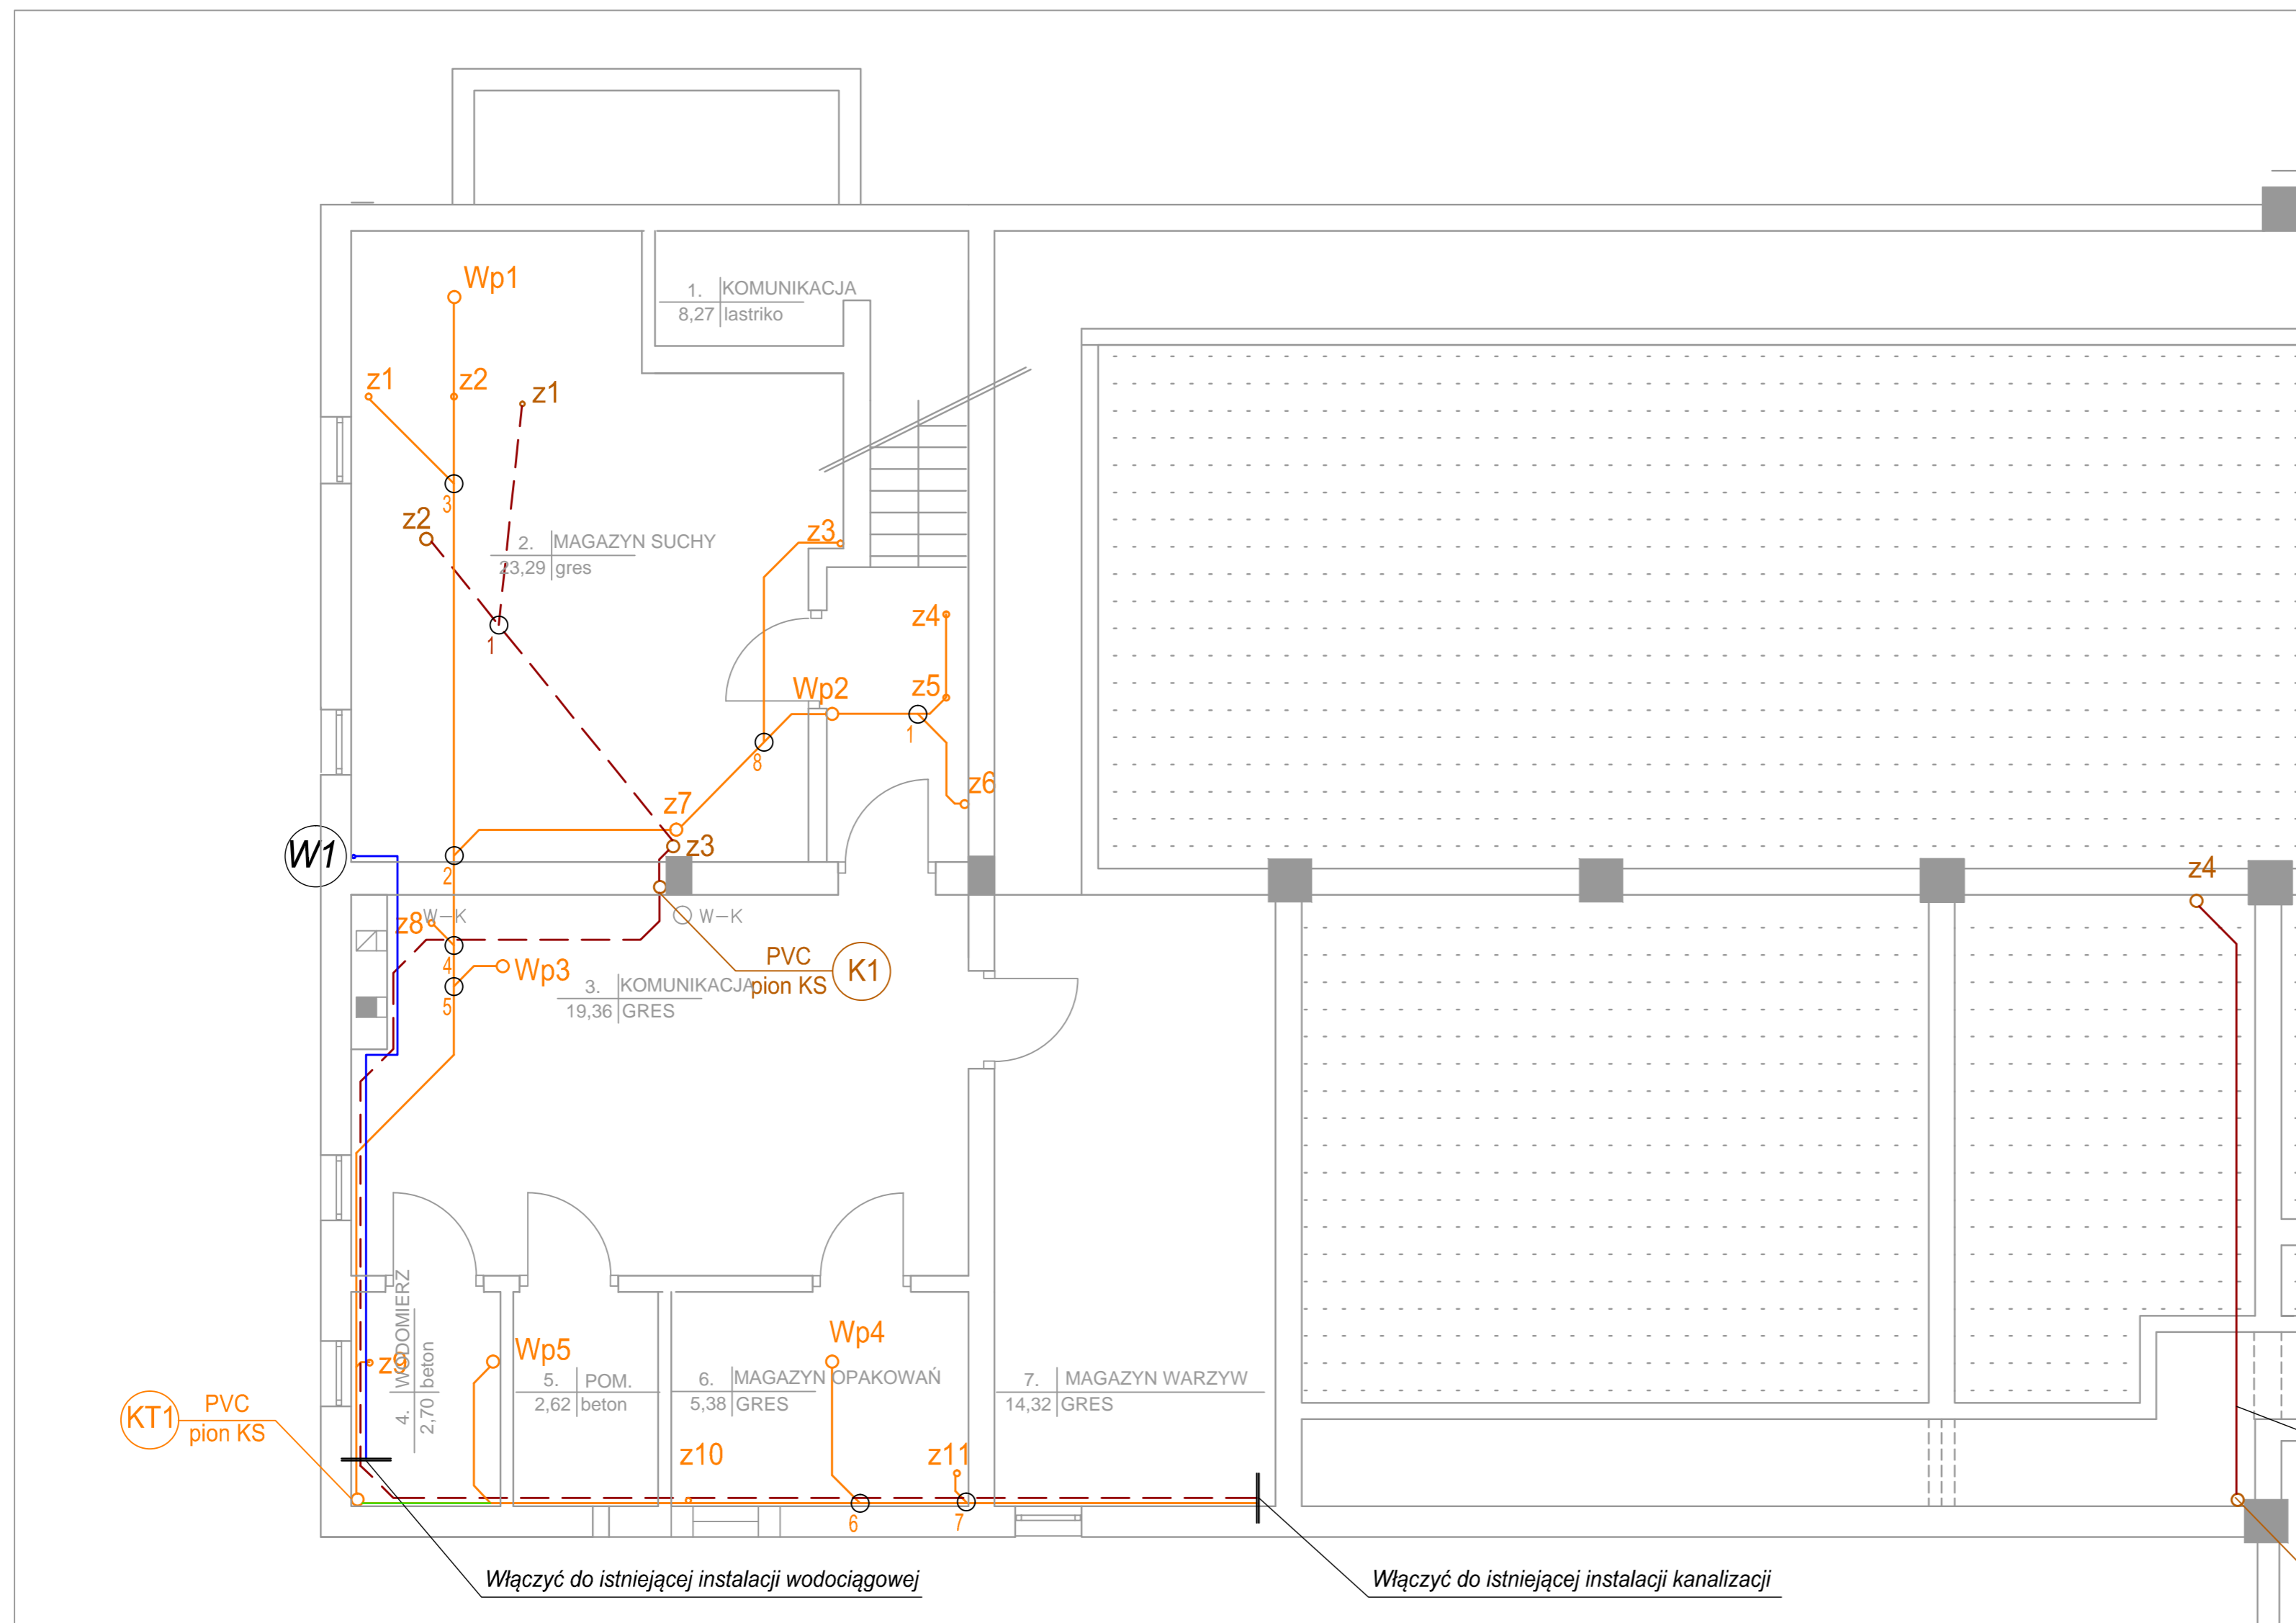 Wp1
1. KOMUNIKACJA
8,27 lastriko
z1
z2
z1
3
z2
2. MAGAZYN SUCHY
23,29 gres
z3
z4
1
Wp2
z5
1
8
z6
z7
z3
W1
2
z4
z8
W-K
W-K
4
Wp3
PVC
pion KS
K1
5
3. KOMUNIKACJA
19,36 GRES
4. WODOMIERZ
2,70 beton
z9
Wp5
Wp4
5. POM.
2,62 beton
6. MAGAZYN OPAKOWAŃ
5,38 GRES
7. MAGAZYN WARZYW
14,32 GRES
KT1
PVC
pion KS
z10
z11
6
7
Włączyć do istniejącej instalacji wodociągowej
Włączyć do istniejącej instalacji kanalizacji